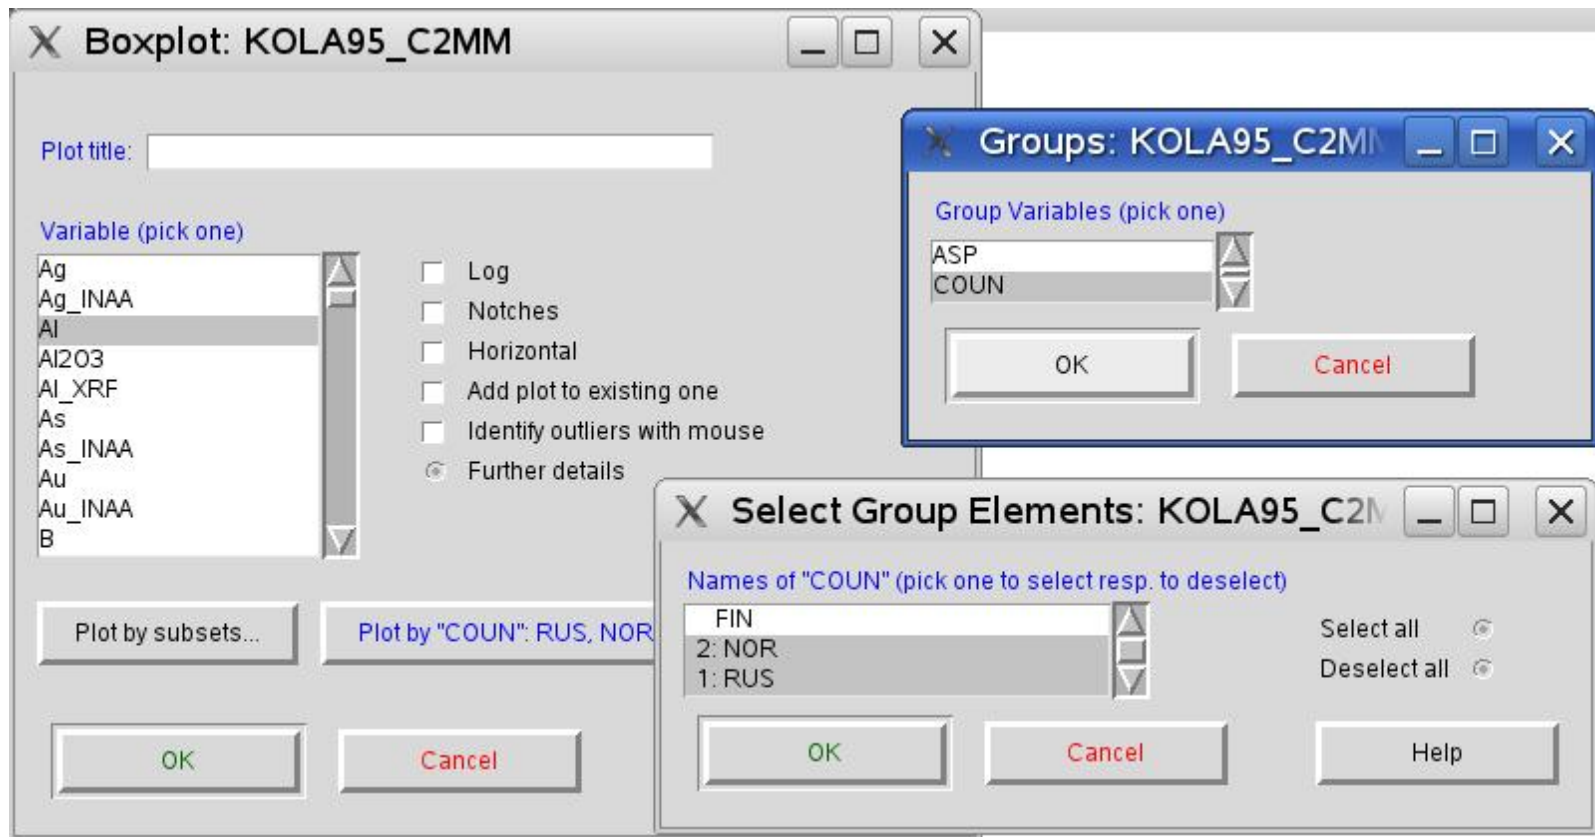 Boxplot: KOLA95_C2MM
Plot title:
Variable (pick one)
Ag
Ag_INAA
Al
Al2O3
Al_XRF
As
As_INAA
Au
Au_INAA
B
Log
Notches
Horizontal
Add plot to existing one
Identify outliers with mouse
Further details
Plot by subsets...
Plot by "COUN": RUS, NOR
OK
Cancel
Groups: KOLA95_C2MM
Group Variables (pick one)
ASP
COUN
OK
Cancel
Select Group Elements: KOLA95_C2M
Names of "COUN" (pick one to select resp. to deselect)
FIN
2: NOR
1: RUS
Select all
Deselect all
OK
Cancel
Help